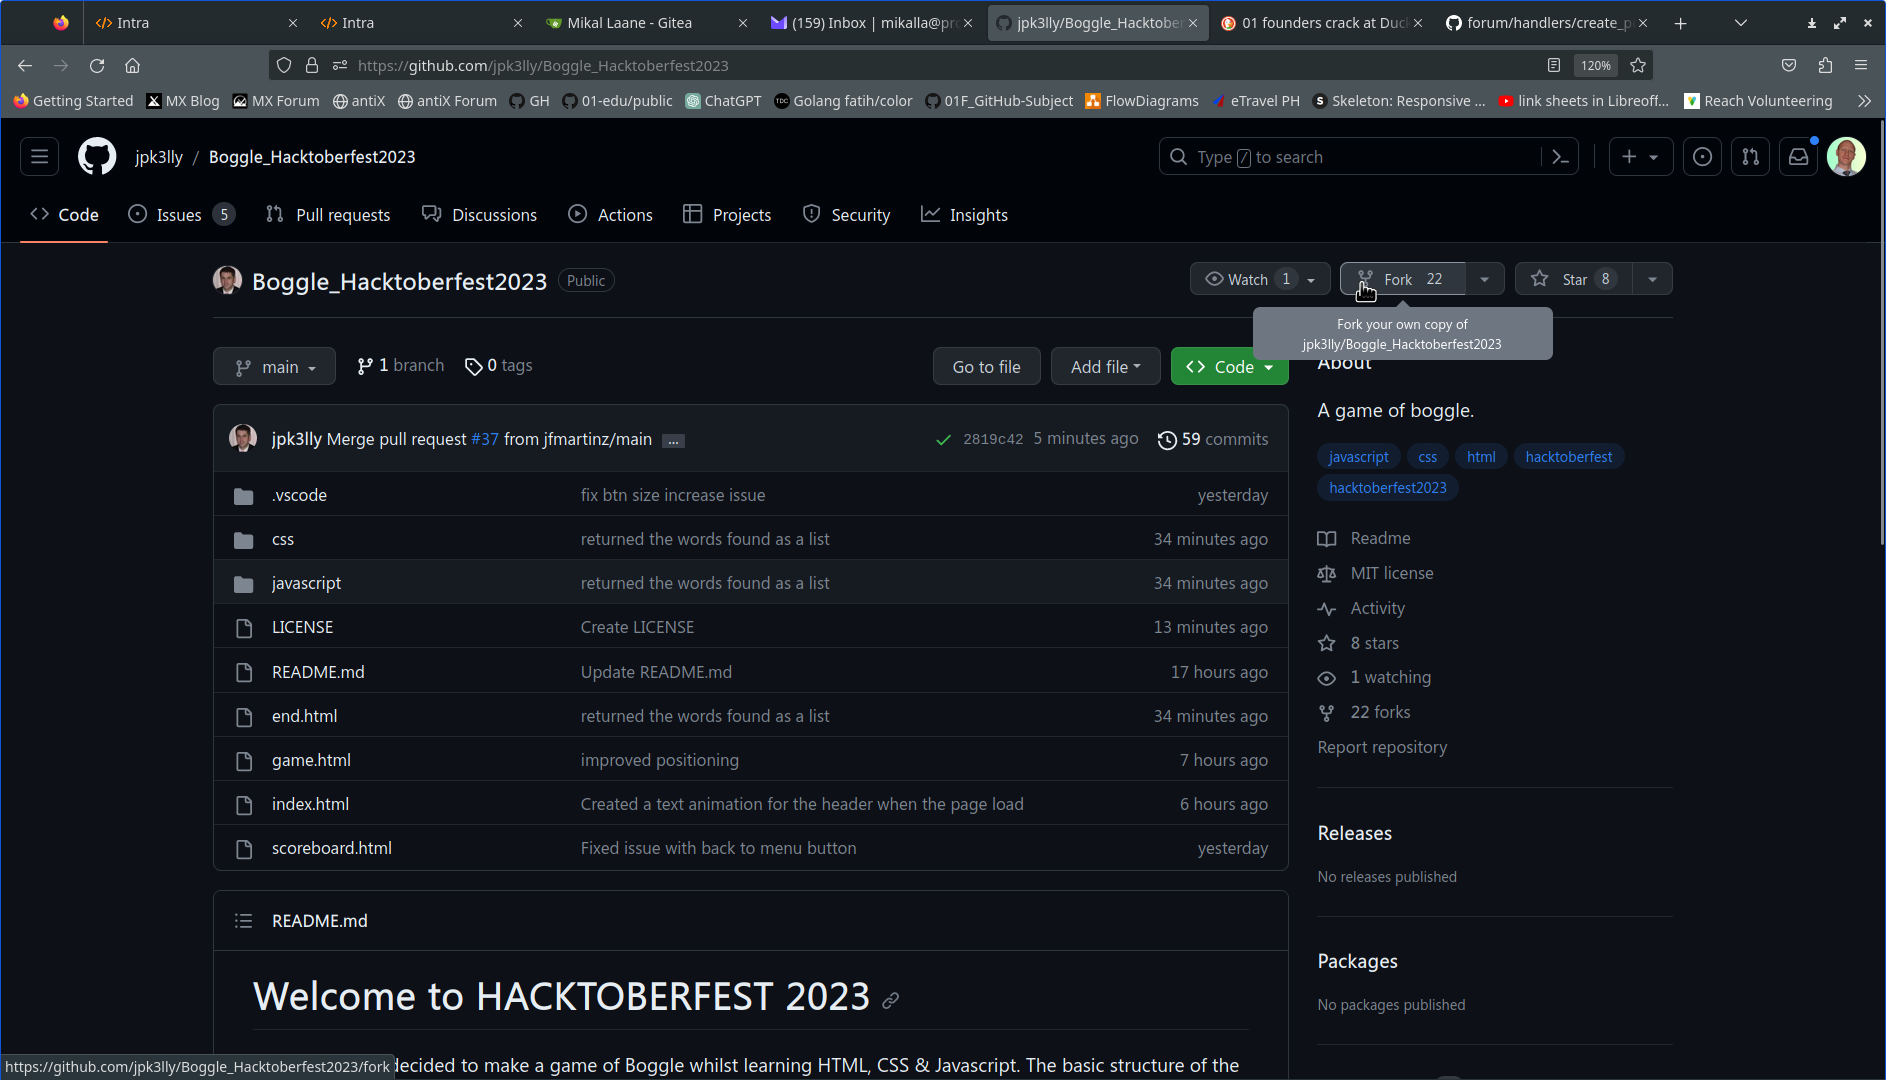 Intra
Intra
Mikal Laane - Gitea
(159) Inbox | mikalla@pr
jpk3lly/Boggle_Hacktober
01 founders crack at Duc
forum/handlers/create_p
https://github.com/jpk3lly/Boggle_Hacktoberfest2023
120%
Getting Started
MX Blog
MX Forum
antiX
antiX Forum
GH
01-edu/public
ChatGPT
Golang fatih/color
01F_GitHub-Subject
FlowDiagrams
eTravel PH
Skeleton: Responsive ...
link sheets in Libreoff...
Reach Volunteering
jpk3lly / Boggle_Hacktoberfest2023
Type / to search
Code
Issues 5
Pull requests
Discussions
Actions
Projects
Security
Insights
Boggle_Hacktoberfest2023 Public
Watch 1
Fork 22
Star 8
Fork your own copy of
jpk3lly/Boggle_Hacktoberfest2023
main
1 branch
0 tags
Go to file
Add file
Code
jpk3lly Merge pull request #37 from jfmartinz/main ...
2819c42 5 minutes ago
59 commits
.vscode fix btn size increase issue yesterday
css returned the words found as a list 34 minutes ago
javascript returned the words found as a list 34 minutes ago
LICENSE Create LICENSE 13 minutes ago
README.md Update README.md 17 hours ago
end.html returned the words found as a list 34 minutes ago
game.html improved positioning 7 hours ago
index.html Created a text animation for the header when the page load 6 hours ago
scoreboard.html Fixed issue with back to menu button yesterday
README.md
Welcome to HACKTOBERFEST 2023
decided to make a game of Boggle whilst learning HTML, CSS & Javascript. The basic structure of the
About
A game of boggle.
javascript css html hacktoberfest
hacktoberfest2023
Readme
MIT license
Activity
8 stars
1 watching
22 forks
Report repository
Releases
No releases published
Packages
No packages published
https://github.com/jpk3lly/Boggle_Hacktoberfest2023/fork